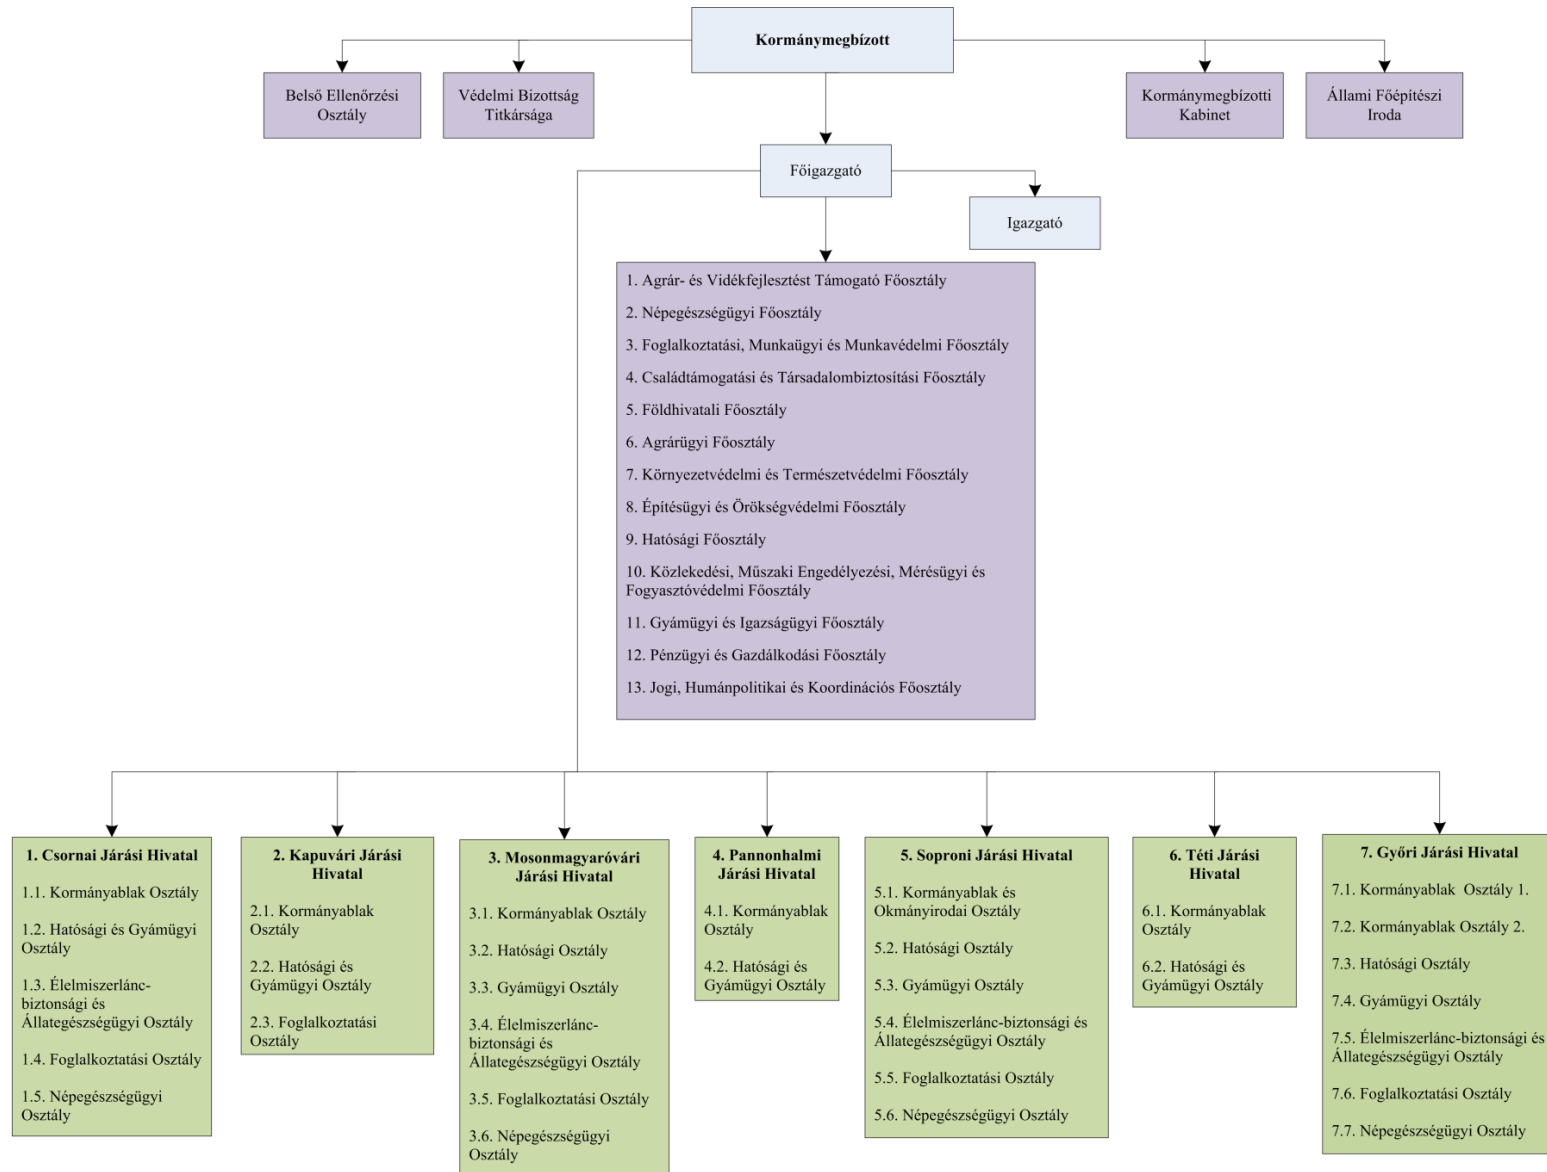 Kormánymegbízott
Belső Ellenőrzési
Osztály
Védelmi Bizottság
Titkársága
Kormánymegbízotti
Kabinet
Állami Főépítészi
Iroda
Főigazgató
Igazgató
1. Agrár- és Vidékfejlesztést Támogató Főosztály
2. Népegészségügyi Főosztály
3. Foglalkoztatási, Munkaügyi és Munkavédelmi Főosztály
4. Családtámogatási és Társadalombiztosítási Főosztály
5. Földhivatali Főosztály
6. Agrárügyi Főosztály
7. Környezetvédelmi és Természetvédelmi Főosztály
8. Építésügyi és Örökségvédelmi Főosztály
9. Hatósági Főosztály
10. Közlekedési, Műszaki Engedélyezési, Mérésügyi és
Fogyasztóvédelmi Főosztály
11. Gyámügyi és Igazságügyi Főosztály
12. Pénzügyi és Gazdálkodási Főosztály
13. Jogi, Humánpolitikai és Koordinációs Főosztály
1. Csornai Járási Hivatal
1.1. Kormányablak Osztály
1.2. Hatósági és Gyámügyi
Osztály
1.3. Élelmiszerlánc-
biztonsági és
Állategészségügyi Osztály
1.4. Foglalkoztatási Osztály
1.5. Népegészségügyi
Osztály
2. Kapuvári Járási
Hivatal
2.1. Kormányablak
Osztály
2.2. Hatósági és
Gyámügyi Osztály
2.3. Foglalkoztatási
Osztály
3. Mosonmagyaróvári
Járási Hivatal
3.1. Kormányablak Osztály
3.2. Hatósági Osztály
3.3. Gyámügyi Osztály
3.4. Élelmiszerlánc-
biztonsági és
Állategészségügyi Osztály
3.5. Foglalkoztatási Osztály
3.6. Népegészségügyi
Osztály
4. Pannonhalmi
Járási Hivatal
4.1. Kormányablak
Osztály
4.2. Hatósági és
Gyámügyi Osztály
5. Soproni Járási Hivatal
5.1. Kormányablak és
Okmányirodai Osztály
5.2. Hatósági Osztály
5.3. Gyámügyi Osztály
5.4. Élelmiszerlánc-biztonsági és
Állategészségügyi Osztály
5.5. Foglalkoztatási Osztály
5.6. Népegészségügyi Osztály
6. Téti Járási
Hivatal
6.1. Kormányablak
Osztály
6.2. Hatósági és
Gyámügyi Osztály
7. Győri Járási Hivatal
7.1. Kormányablak Osztály 1.
7.2. Kormányablak Osztály 2.
7.3. Hatósági Osztály
7.4. Gyámügyi Osztály
7.5. Élelmiszerlánc-biztonsági és
Állategészségügyi Osztály
7.6. Foglalkoztatási Osztály
7.7. Népegészségügyi Osztály